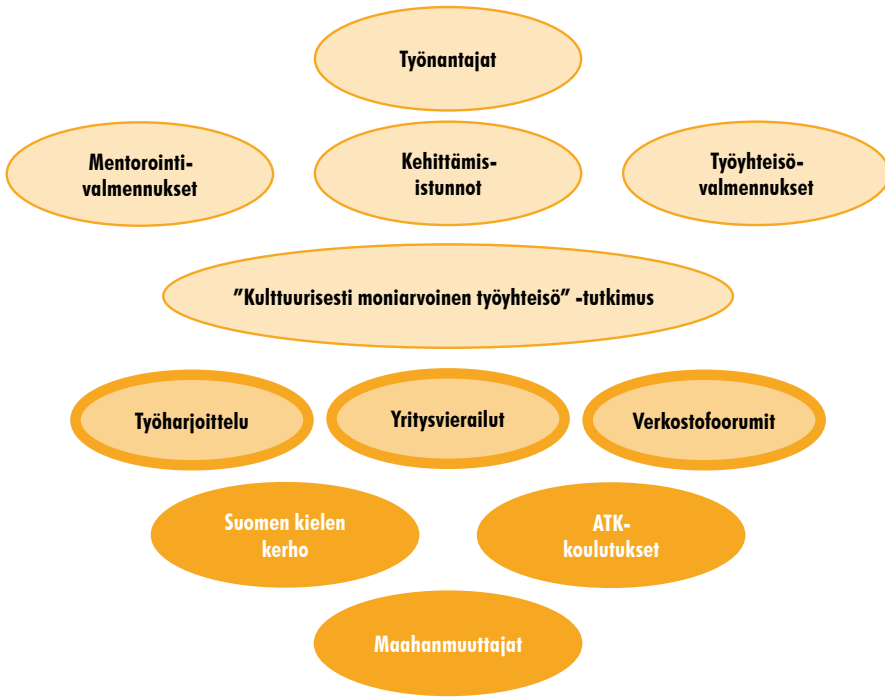 Työnantajat
Mentorointi-
valmennukset
Kehittämis-
istunnot
Työyhteisö-
valmennukset
”Kulttuurisesti moniarvoinen työyhteisö” -tutkimus
Työharjoittelu
Yritysvierailut
Verkostofoorumit
Suomen kielen
kerho
ATK-
koulutukset
Maahanmuuttajat